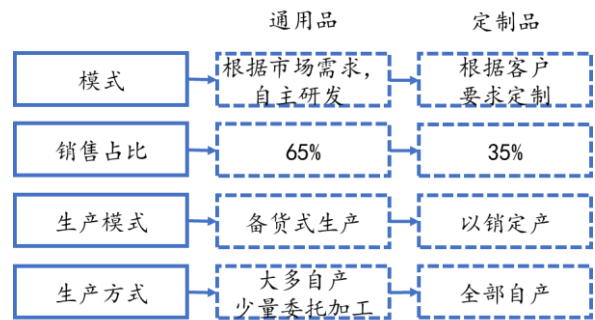 通用品 定制品
模式 根据市场需求，自主研发 根据客户要求定制
销售占比 65% 35%
生产模式 备货式生产 以销定产
生产方式 大多自产少量委托加工 全部自产